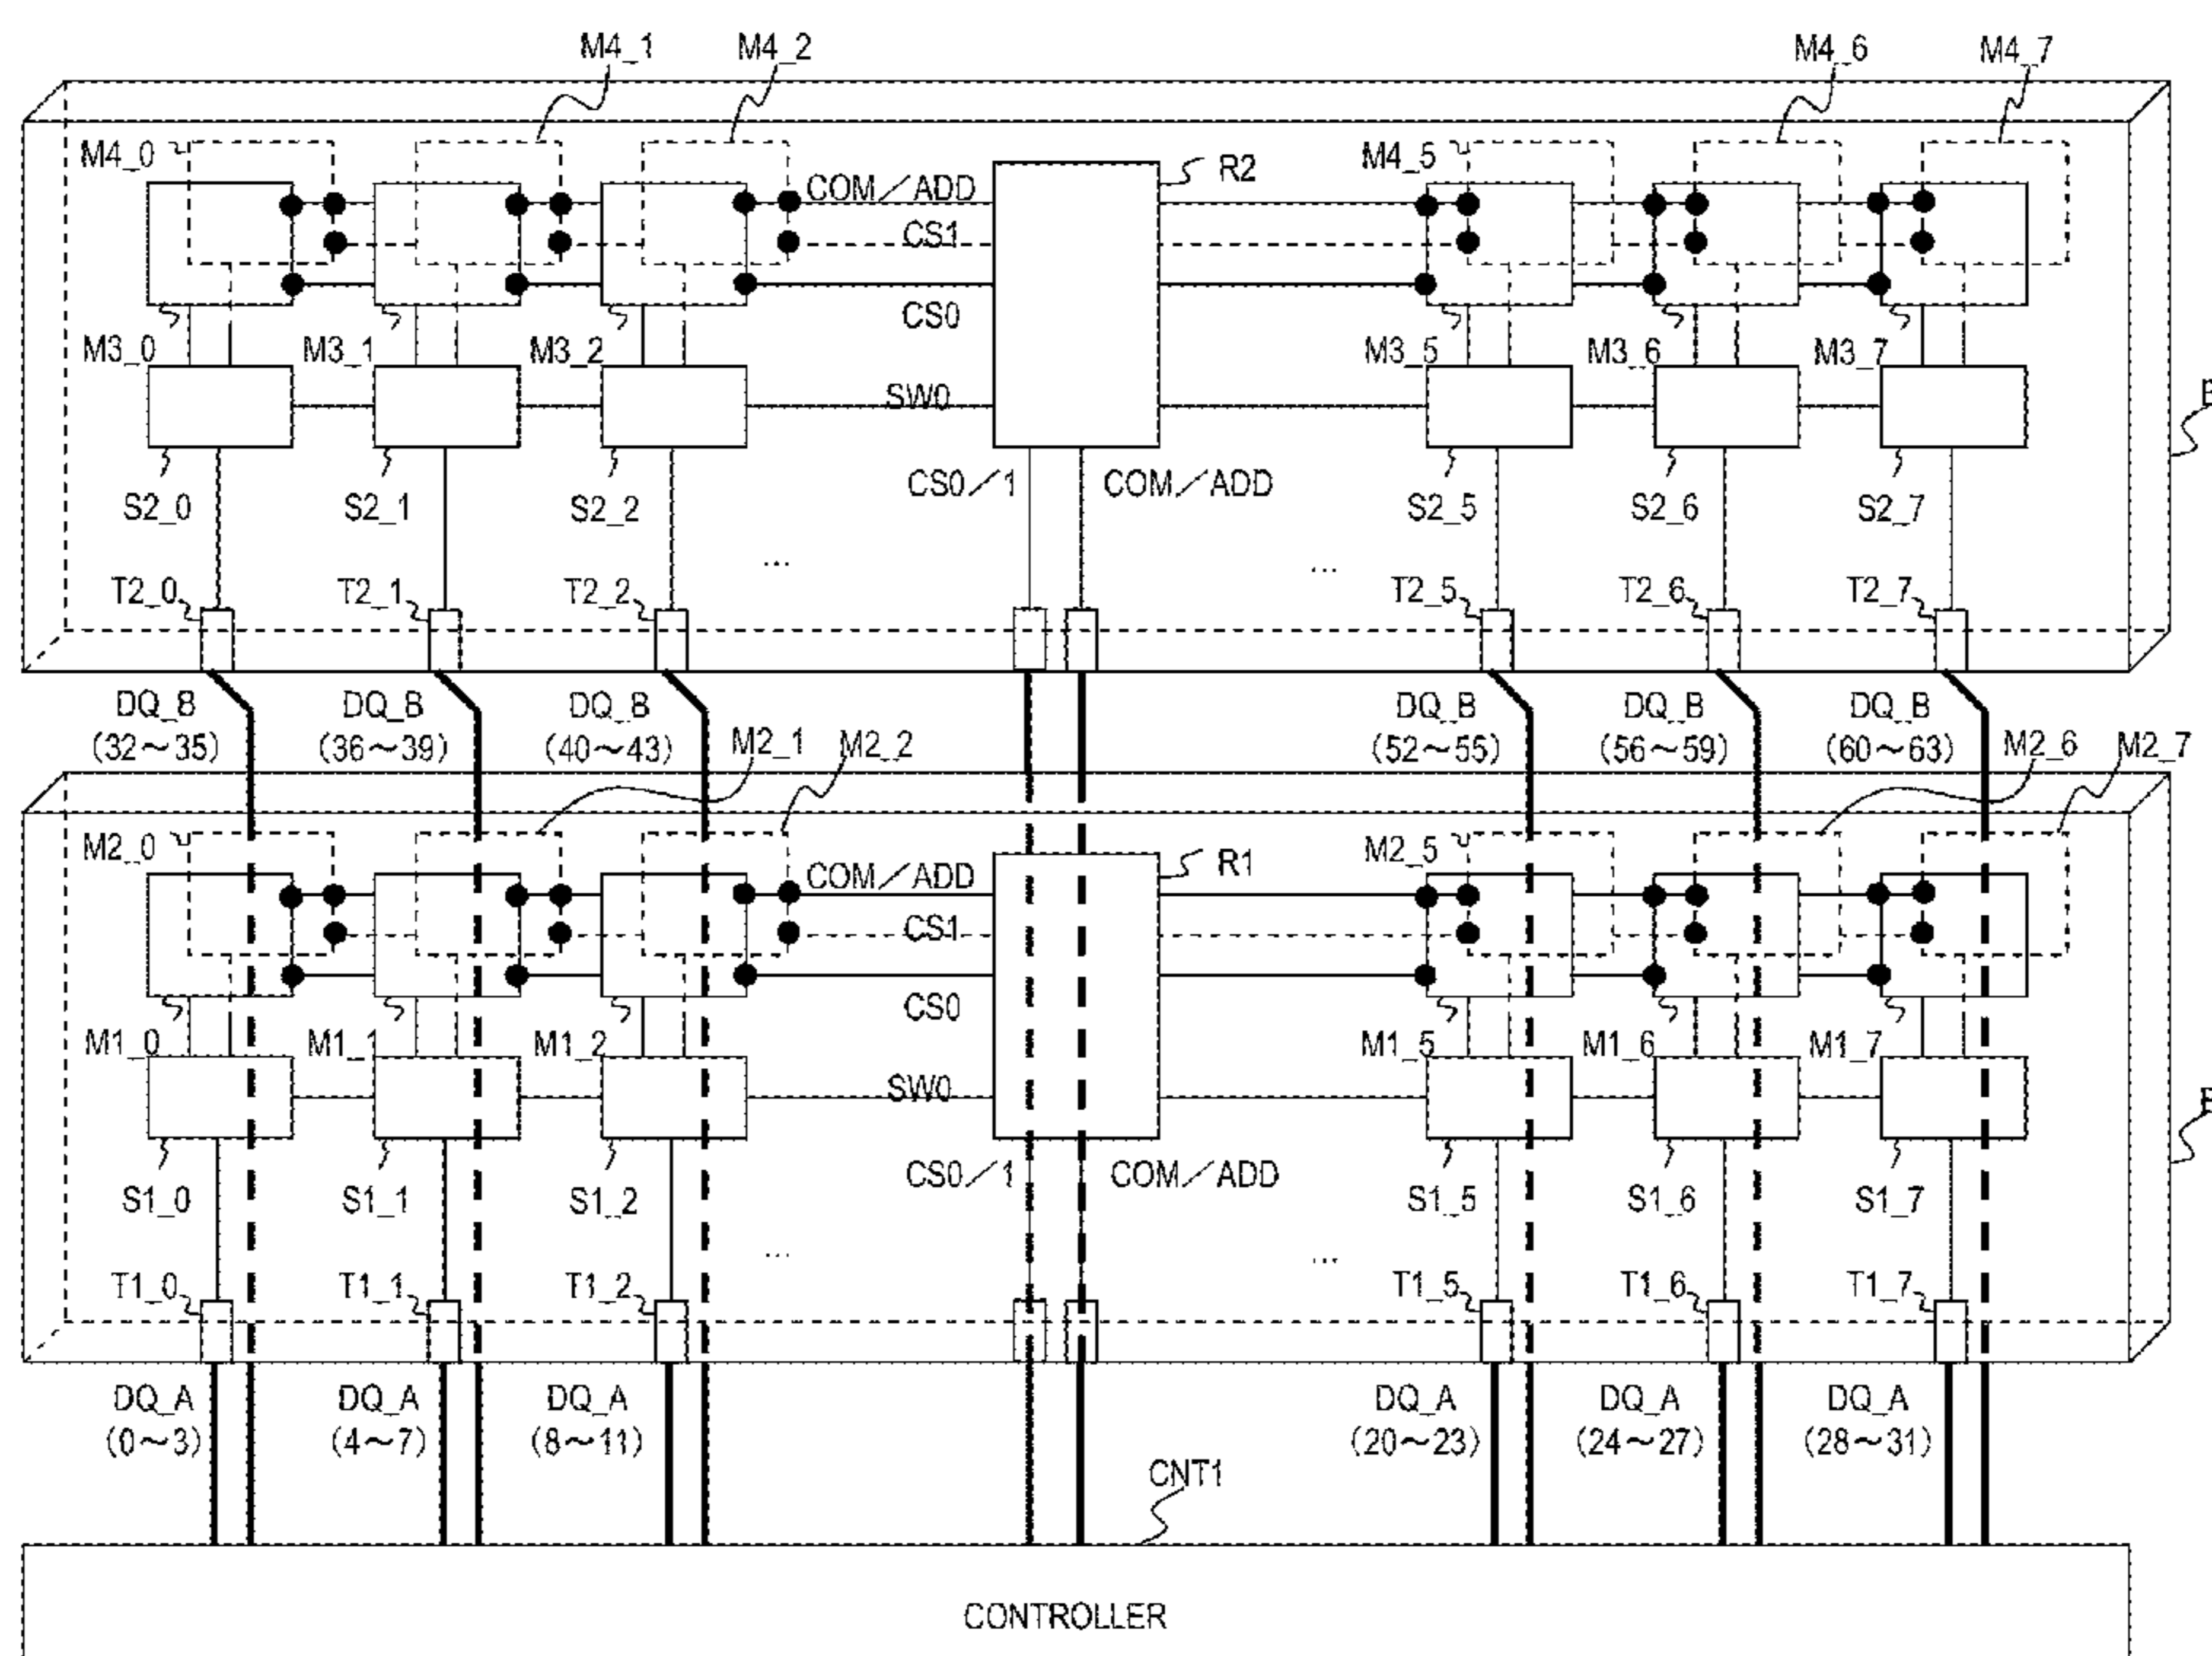 M4_1 M4_2 M4_6 M4_7
M4_0 M4_5 R2
COM/ADD
CS1
CS0
M3_0 M3_1 M3_2 M3_5 M3_6 M3_7
SW0
CS0/1 COM/ADD
S2_0 S2_1 S2_2 S2_5 S2_6 S2_7
... ...
T2_0 T2_1 T2_2 T2_5 T2_6 T2_7
DQ_B DQ_B DQ_B DQ_B DQ_B DQ_B
(32~35) (36~39) (40~43) (52~55) (56~59) (60~63)
M2_1 M2_2 M2_6 M2_7
M2_0 M2_5 R1
COM/ADD
CS1
CS0
M1_0 M1_1 M1_2 M1_5 M1_6 M1_7
SW0
CS0/1 COM/ADD
S1_0 S1_1 S1_2 S1_5 S1_6 S1_7
... ...
T1_0 T1_1 T1_2 T1_5 T1_6 T1_7
DQ_A DQ_A DQ_A DQ_A DQ_A DQ_A
(0~3) (4~7) (8~11) (20~23) (24~27) (28~31)
CNT1
CONTROLLER